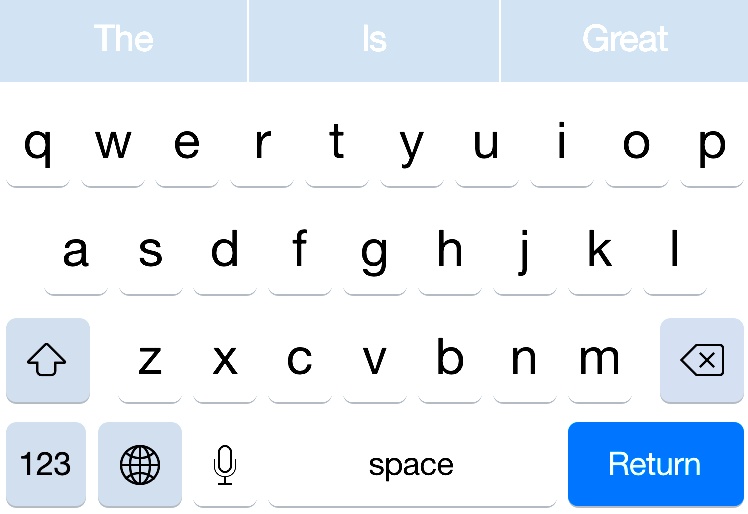 The Is Great
q w e r t y u i o p
a s d f g h j k l
z x c v b n m
123 space Return